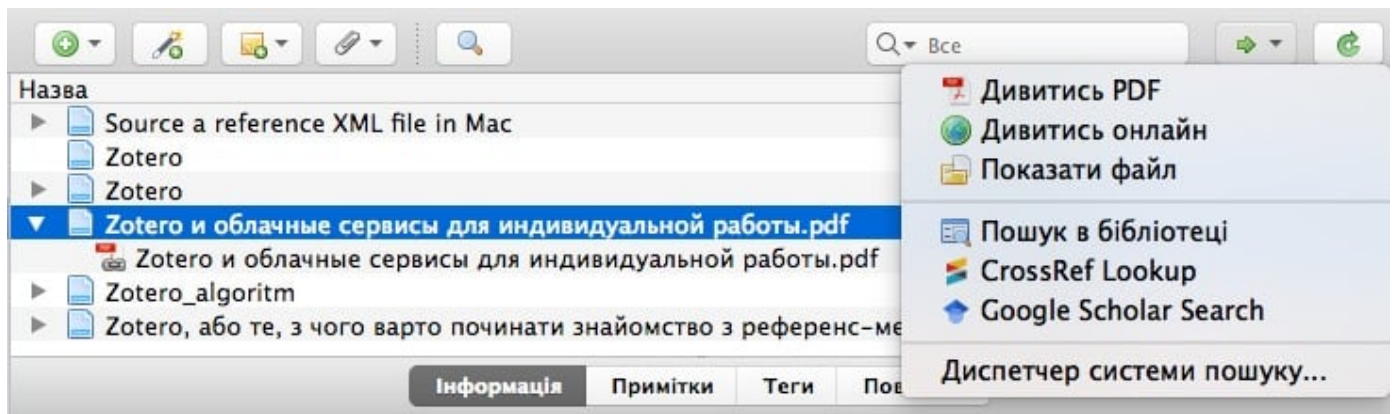 Все
Назва
Source a reference XML file in Mac
Zotero
Zotero
Zotero и облачные сервисы для индивидуальной работы.pdf
Zotero и облачные сервисы для индивидуальной работы.pdf
Zotero_algoritm
Zotero, або те, з чого варто починати знайомство з референс-ме
Дивитись PDF
Дивитись онлайн
Показати файл
Пошук в бібліотеці
CrossRef Lookup
Google Scholar Search
Диспетчер системи пошуку...
Інформація Примітки Теги Пов